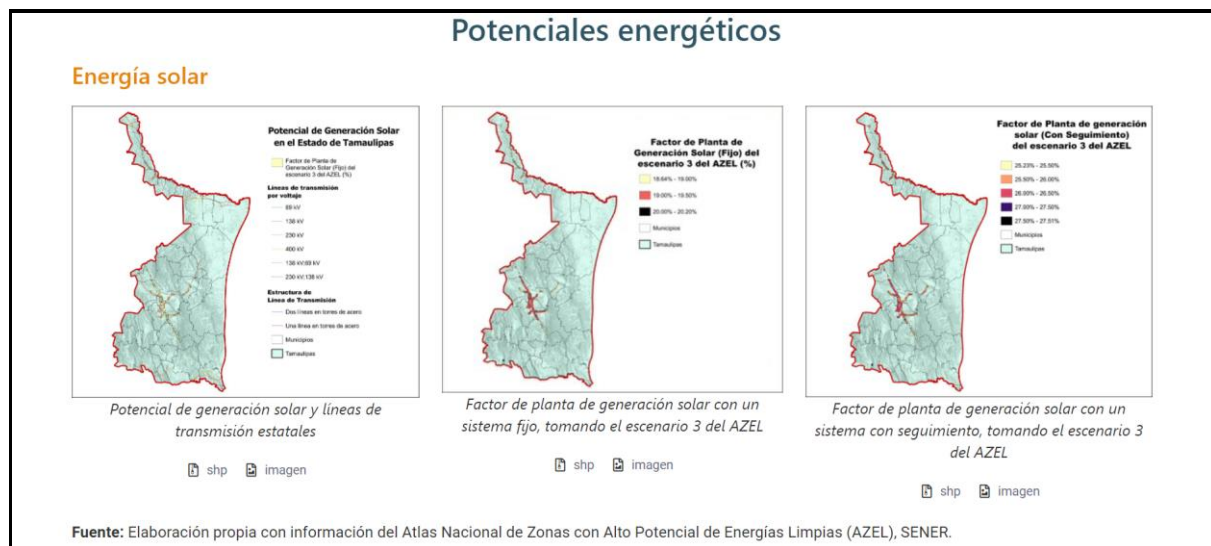 Potenciales energéticos
Energía solar
Potencial de Generación Solar
en el Estado de Tamaulipas
Factor de Planta de
Generación Solar (Fijo) del
escenario 3 del AZEL (%)
Líneas de transmisión
por voltaje
69 kV
138 kV
230 kV
400 kV
138 kV;69 kV
230 kV;138 kV
Estructura de
Línea de Transmisión
Dos líneas en torres de acero
Una línea en torres de acero
Municipios
Tamaulipas
Potencial de generación solar y líneas de
transmisión estatales
shp imagen
Factor de Planta de
Generación Solar (Fijo) del
escenario 3 del AZEL (%)
18.64% - 19.00%
19.00% - 19.50%
20.00% - 20.20%
Municipios
Tamaulipas
Factor de planta de generación solar con un
sistema fijo, tomando el escenario 3 del AZEL
shp imagen
Factor de Planta de generación
solar (Con Seguimiento)
del escenario 3 del AZEL
25.23% - 25.50%
25.50% - 26.00%
26.00% - 26.50%
27.00% - 27.50%
27.50% - 27.51%
Municipios
Tamaulipas
Factor de planta de generación solar con un
sistema con seguimiento, tomando el escenario 3
del AZEL
shp imagen
Fuente: Elaboración propia con información del Atlas Nacional de Zonas con Alto Potencial de Energías Limpias (AZEL), SENER.